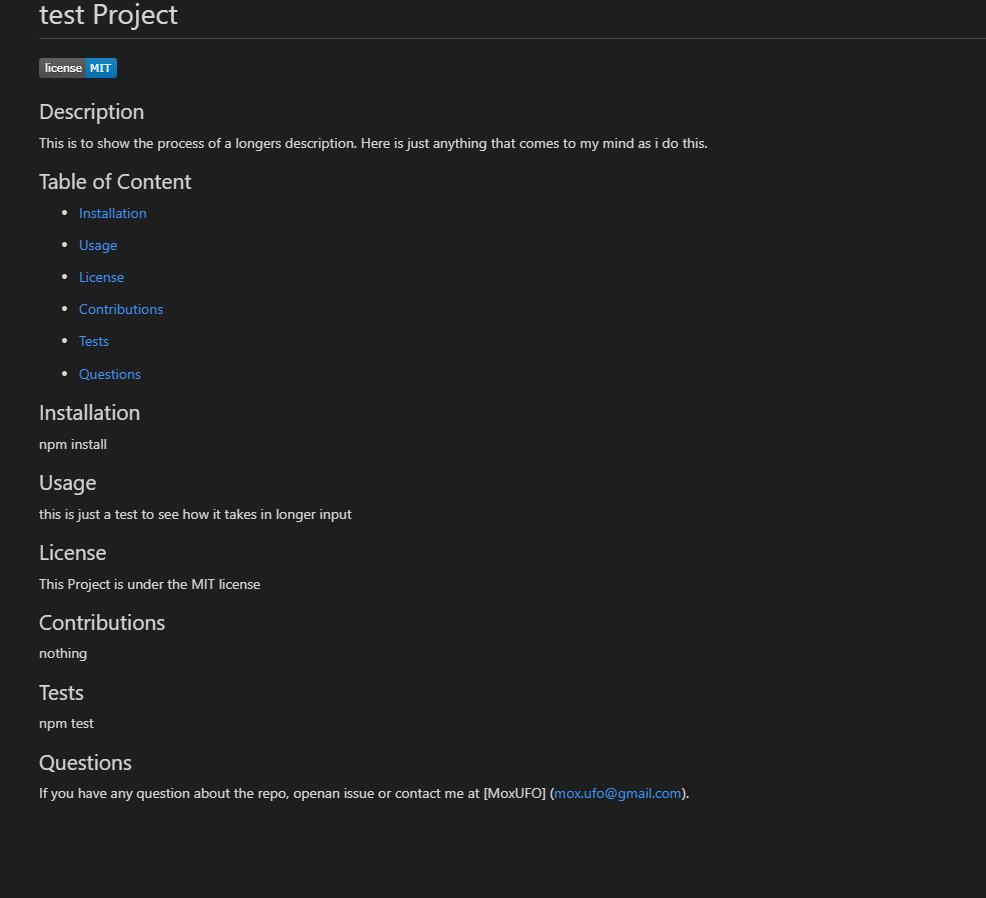 test Project
license MIT
Description
This is to show the process of a longers description. Here is just anything that comes to my mind as i do this.
Table of Content
Installation
Usage
License
Contributions
Tests
Questions
Installation
npm install
Usage
this is just a test to see how it takes in longer input
License
This Project is under the MIT license
Contributions
nothing
Tests
npm test
Questions
If you have any question about the repo, openan issue or contact me at [MoxUFO] (mox.ufo@gmail.com).